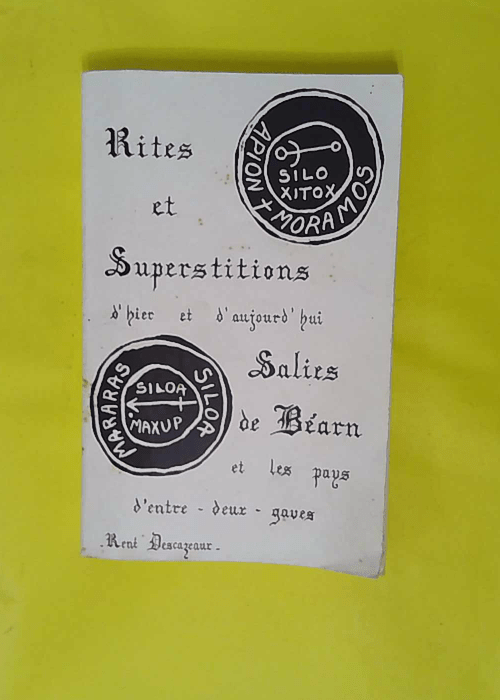 Rites
et
Superstitions
d'hier et d'aujourd'hui
Salies
de Béarn
et les pays
d'entre-deux-gaves
.René Descazeaux.
APION + MORAMOS
SILO
XITOX
MARARAS SILOA
SILOA
MAXUP